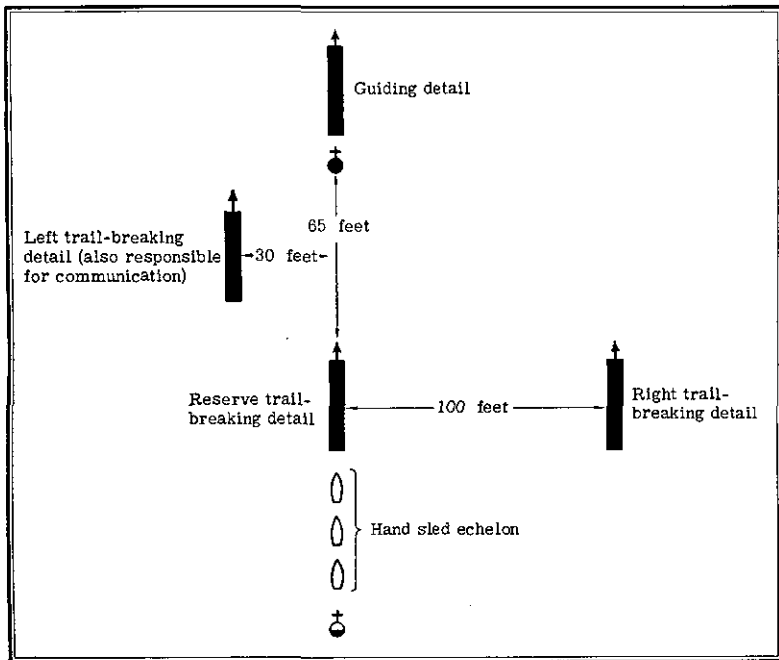 Guiding detail
65 feet
Left trail-breaking
detail (also responsible
for communication)
30 feet
Reserve trail-
breaking detail
100 feet
Right trail-
breaking detail
Hand sled echelon